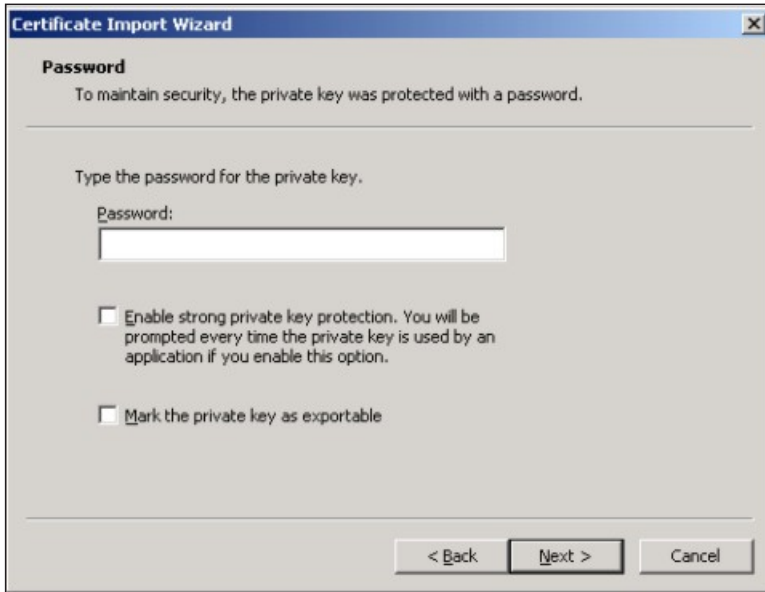 Certificate Import Wizard
Password
To maintain security, the private key was protected with a password.
Type the password for the private key.
Password:
Enable strong private key protection. You will be
prompted every time the private key is used by an
application if you enable this option.
Mark the private key as exportable
< Back Next > Cancel